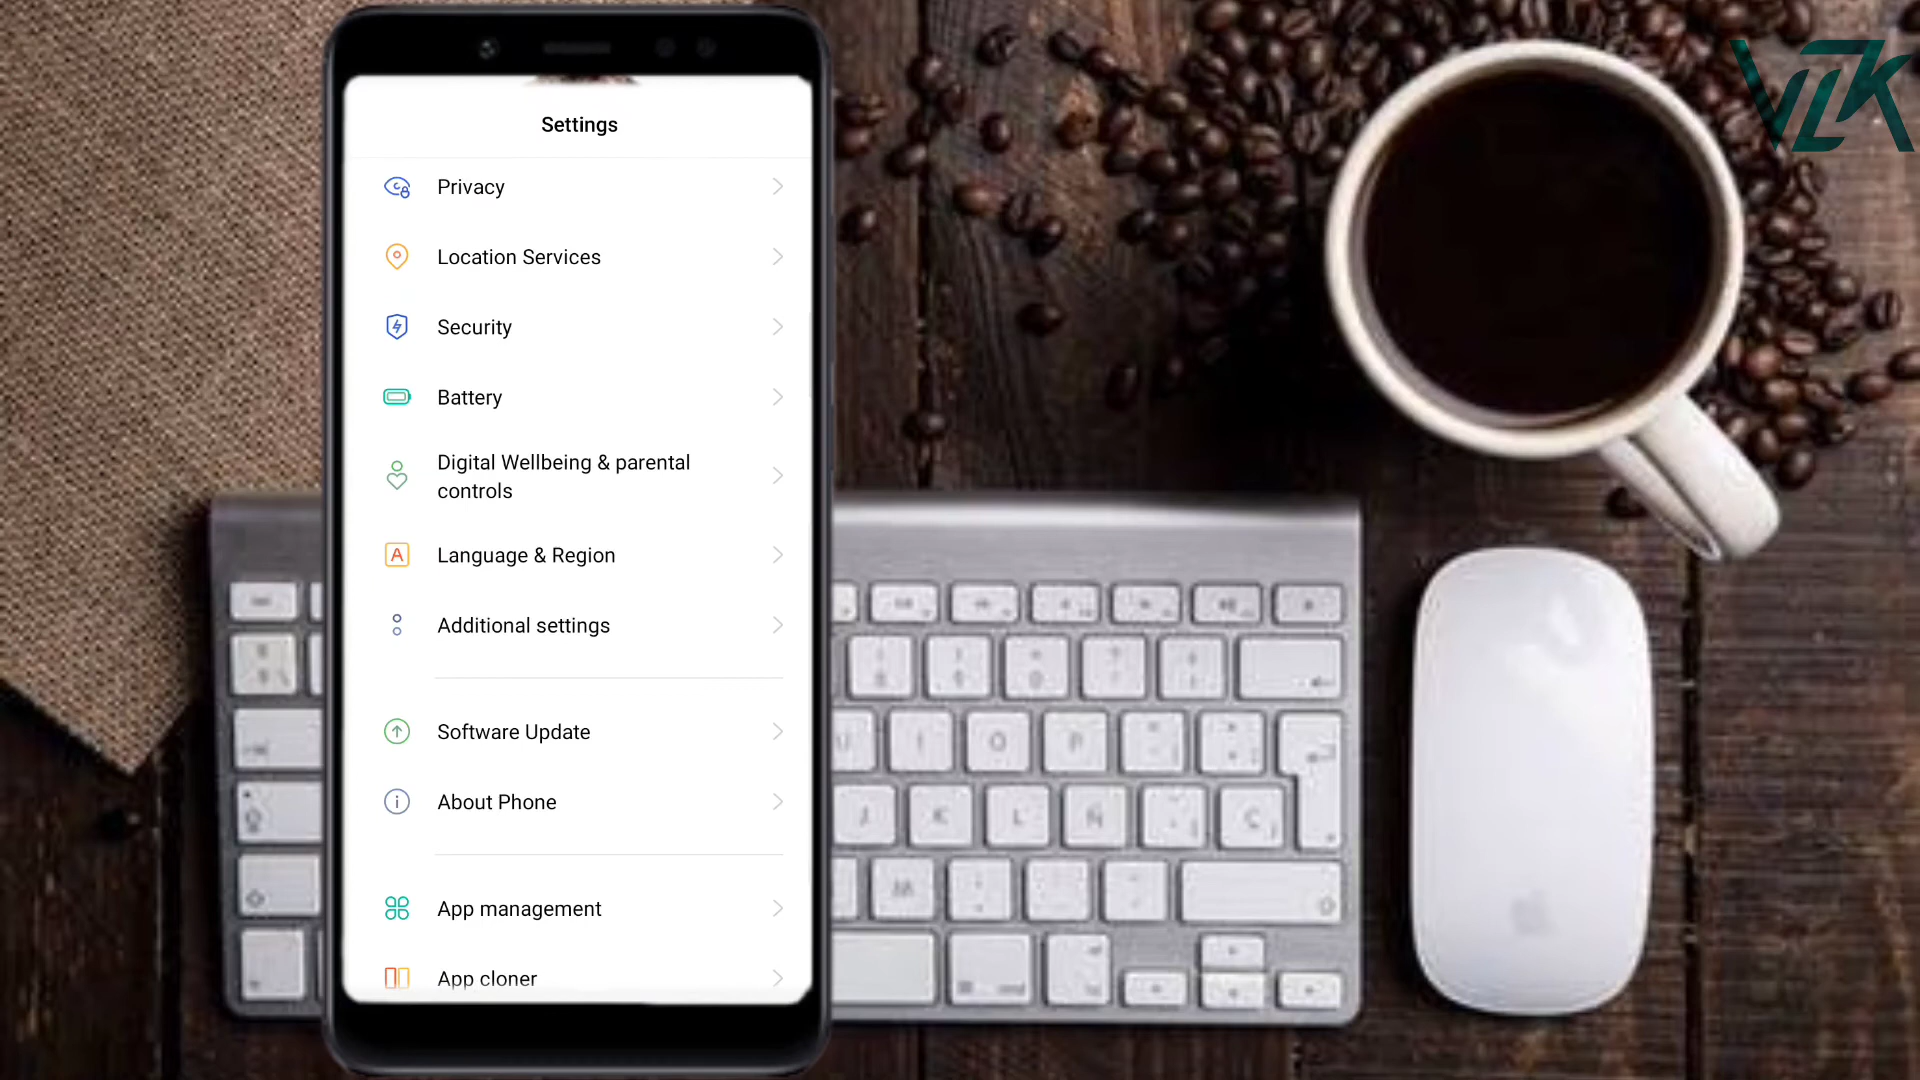 VZK
Settings
Privacy
Location Services
Security
Battery
Digital Wellbeing & parental
controls
Language & Region
Additional settings
Software Update
About Phone
App management
App cloner
O
P
J
K
L
Ñ
Ç
M